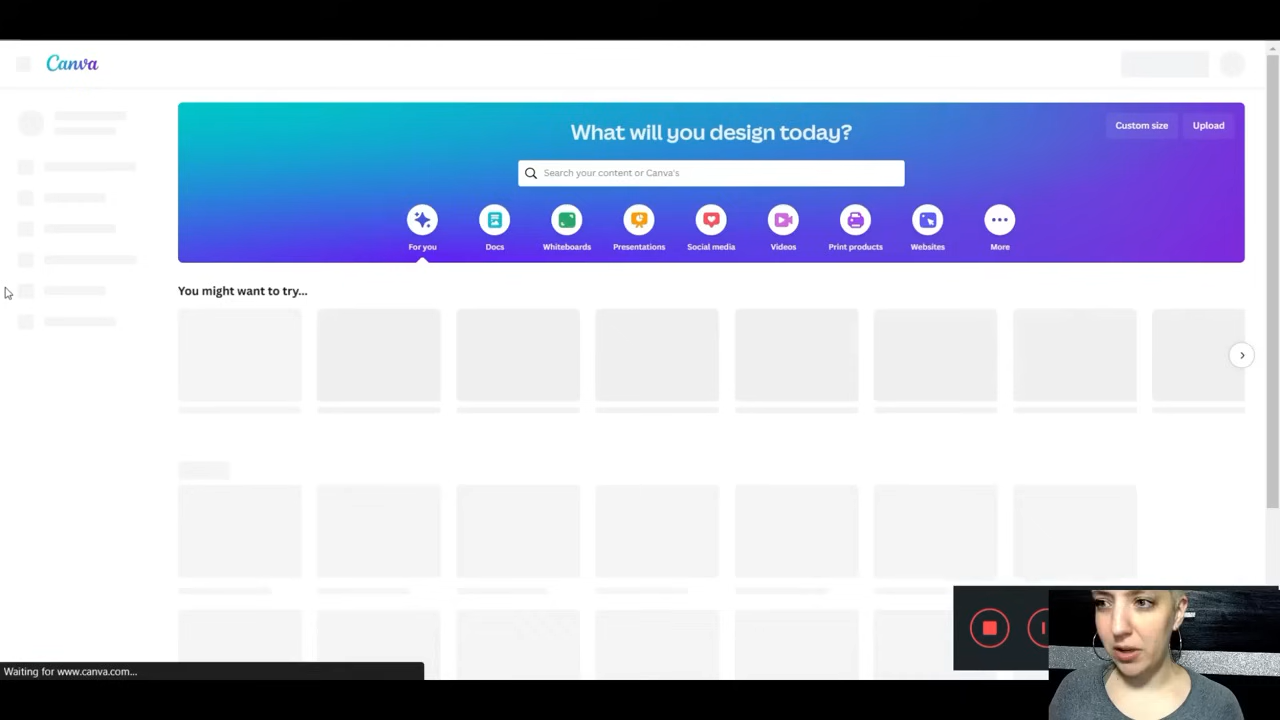 Canva
What will you design today?
Custom size
Upload
Search your content or Canva's
For you
Docs
Whiteboards
Presentations
Social media
Videos
Print products
Websites
More
You might want to try...
Waiting for www.canva.com...